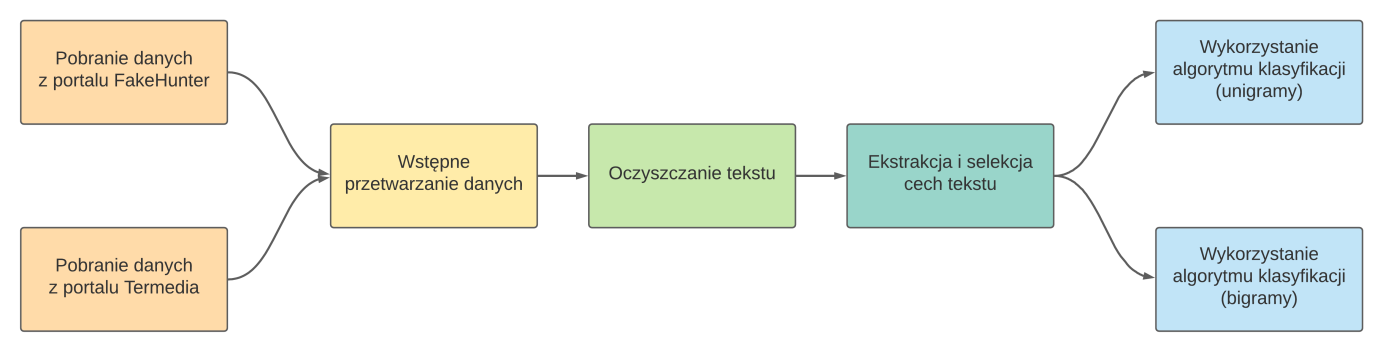 Pobranie danych
z portalu FakeHunter
Pobranie danych
z portalu Termedia
Wstępne
przetwarzanie danych
Oczyszczanie tekstu
Ekstrakcja i selekcja
cech tekstu
Wykorzystanie
algorytmu klasyfikacji
(unigramy)
Wykorzystanie
algorytmu klasyfikacji
(bigramy)